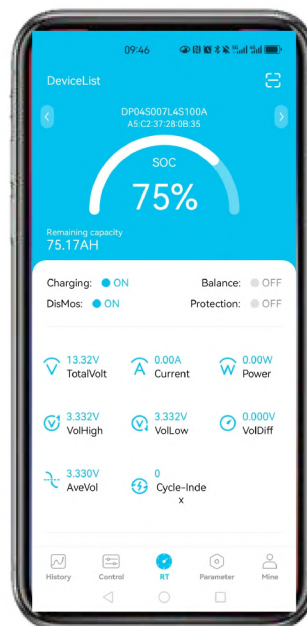 09:46
DeviceList
DP04S007L4S100A
A5:C2:37:28:0B:35
SOC
75%
Remaining capacity
75.17AH
Charging: ON Balance: OFF
DisMos: ON Protection: OFF
13.32V 0.00A 0.00W
TotalVolt Current Power
3.332V 3.332V 0.000V
VolHigh VolLow VolDiff
3.330V 0
AveVol Cycle-Inde
x
History Control RT Parameter Mine